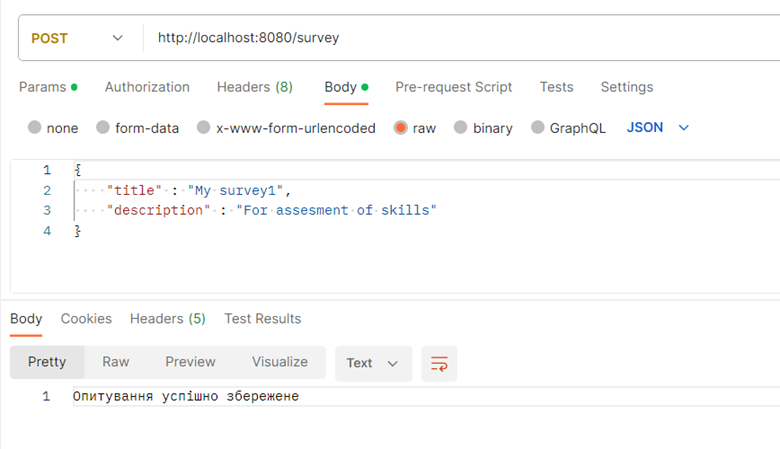 POST http://localhost:8080/survey
Params Authorization Headers (8) Body Pre-request Script Tests Settings
none form-data x-www-form-urlencoded raw binary GraphQL JSON
1 {
2 ····"title"·:·"My·survey1",
3 ····"description"·:·"For·assesment·of·skills"
4 }
Body Cookies Headers (5) Test Results
Pretty Raw Preview Visualize Text
1 Опитування успішно збережене